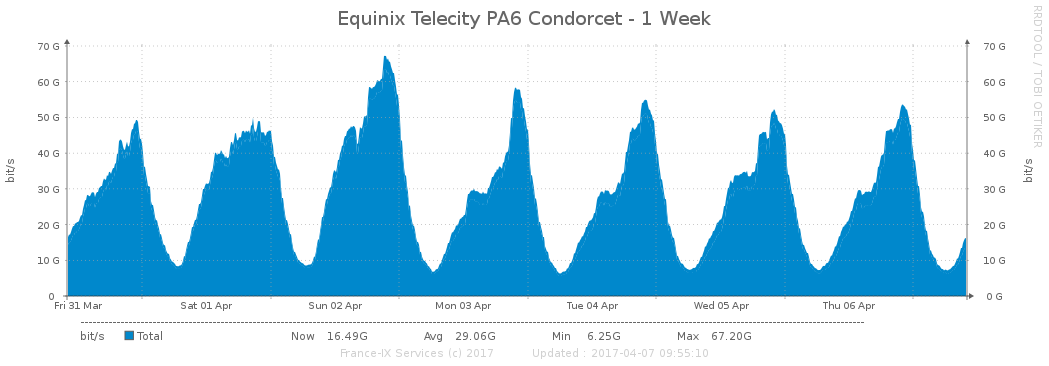 Equinix Telecity PA6 Condorcet - 1 Week
RRDTOOL / TOBI OETIKER
bit/s
70 G 70 G
60 G 60 G
50 G 50 G
40 G 40 G
30 G 30 G
20 G 20 G
10 G 10 G
0 0 G
bit/s
Fri 31 Mar Sat 01 Apr Sun 02 Apr Mon 03 Apr Tue 04 Apr Wed 05 Apr Thu 06 Apr
bit/s Total Now 16.49G Avg 29.06G Min 6.25G Max 67.20G
France-IX Services (c) 2017 Updated : 2017-04-07 09:55:10